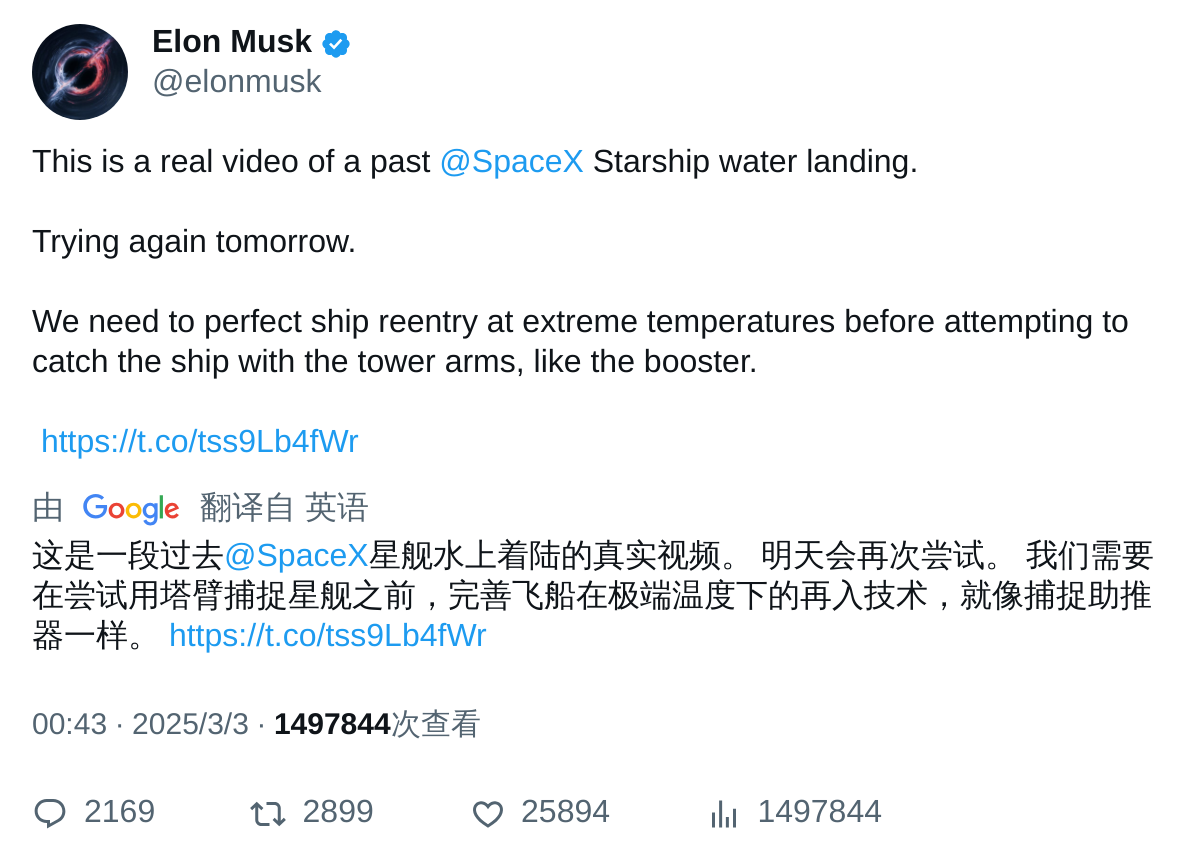 Elon Musk
@elonmusk
This is a real video of a past @SpaceX Starship water landing.
Trying again tomorrow.
We need to perfect ship reentry at extreme temperatures before attempting to
catch the ship with the tower arms, like the booster.
https://t.co/tss9Lb4fWr
由 Google 翻译自 英语
这是一段过去@SpaceX星舰水上着陆的真实视频。 明天会再次尝试。 我们需要
在尝试用塔臂捕捉星舰之前，完善飞船在极端温度下的再入技术，就像捕捉助推
器一样。 https://t.co/tss9Lb4fWr
00:43 · 2025/3/3 · 1497844次查看
2169 2899 25894 1497844